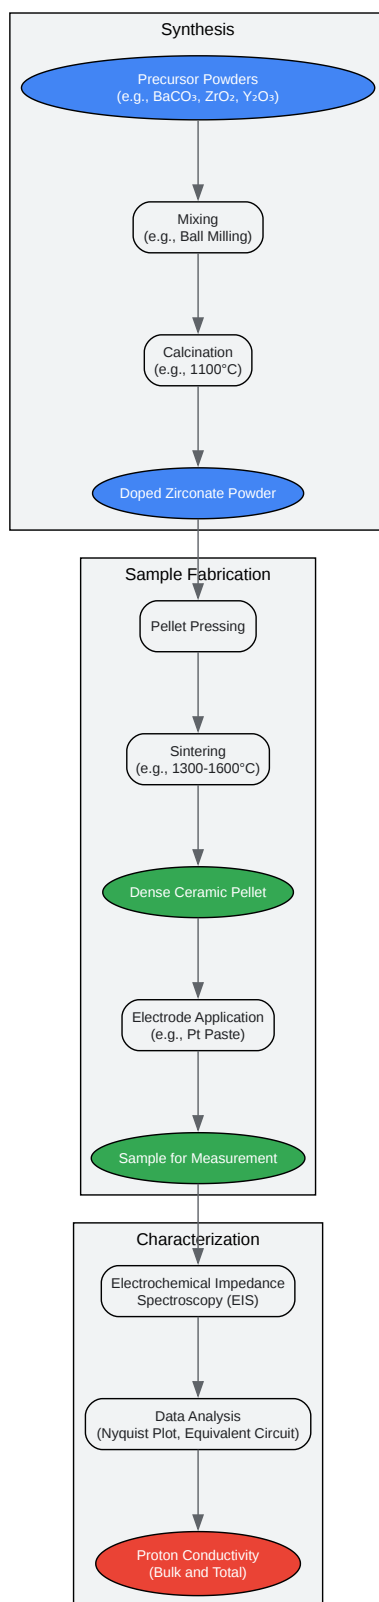 Synthesis
Precursor Powders
(e.g., BaCO₃, ZrO₂, Y₂O₃)
Mixing
(e.g., Ball Milling)
Calcination
(e.g., 1100°C)
Doped Zirconate Powder
Sample Fabrication
Pellet Pressing
Sintering
(e.g., 1300-1600°C)
Dense Ceramic Pellet
Electrode Application
(e.g., Pt Paste)
Sample for Measurement
Characterization
Electrochemical Impedance
Spectroscopy (EIS)
Data Analysis
(Nyquist Plot, Equivalent Circuit)
Proton Conductivity
(Bulk and Total)